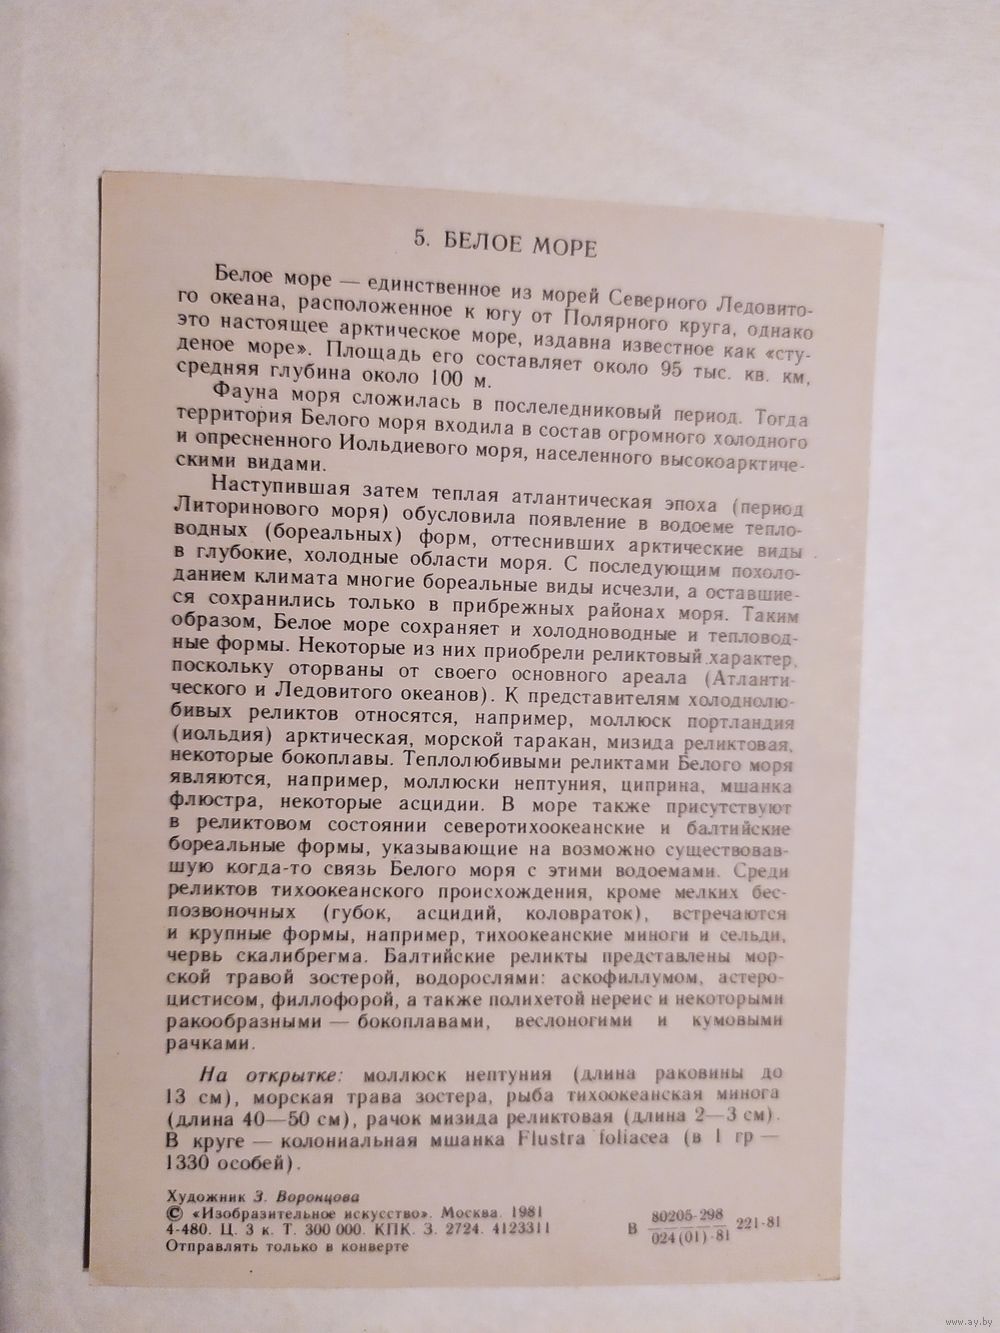 5. БЕЛОЕ МОРЕ
Белое море — единственное из морей Северного Ледовито-
го океана, расположенное к югу от Полярного круга, однако
это настоящее арктическое море, издавна известное как «сту-
деное море». Площадь его составляет около 95 тыс. кв. км,
средняя глубина около 100 м.
Фауна моря сложилась в послеледниковый период. Тогда
территория Белого моря входила в состав огромного холодного
и опресненного Иольдиевого моря, населенного высокоарктиче-
скими видами.
Наступившая затем теплая атлантическая эпоха (период
Литоринового моря) обусловила появление в водоеме тепло-
водных (бореальных) форм, оттеснивших арктические виды
в глубокие, холодные области моря. С последующим похоло-
данием климата многие бореальные виды исчезли, а оставшие-
ся сохранились только в прибрежных районах моря. Таким
образом, Белое море сохраняет и холодноводные и тепловод-
ные формы. Некоторые из них приобрели реликтовый характер,
поскольку оторваны от своего основного ареала (Атланти-
ческого и Ледовитого океанов). К представителям холоднолю-
бивых реликтов относятся, например, моллюск портландия
(иольдия) арктическая, морской таракан, мизида реликтовая,
некоторые бокоплавы. Теплолюбивыми реликтами Белого моря
являются, например, моллюски нептуния, циприна, мшанка
флюстра, некоторые асцидии. В море также присутствуют
в реликтовом состоянии северотихоокеанские и балтийские
бореальные формы, указывающие на возможно существовав-
шую когда-то связь Белого моря с этими водоемами. Среди
реликтов тихоокеанского происхождения, кроме мелких бес-
позвоночных (губок, асцидий, коловраток), встречаются
и крупные формы, например, тихоокеанские миноги и сельди,
червь скалибрегма. Балтийские реликты представлены мор-
ской травой зостерой, водорослями: аскофиллумом, астеро-
цистисом, филлофорой, а также полихетой нереис и некоторыми
ракообразными — бокоплавами, веслоногими и кумовыми
рачками.
На открытке: моллюск нептуния (длина раковины до
13 см), морская трава зостера, рыба тихоокеанская минога
(длина 40—50 см), рачок мизида реликтовая (длина 2—3 см).
В круге — колониальная мшанка Flustra foliacea (в 1 гр —
1330 особей).
Художник З. Воронцова
© «Изобразительное искусство». Москва. 1981
4-480. Ц. 3 к. Т. 300 000. КПК. З. 2724. 4123311
Отправлять только в конверте
В 80205-298 221-81
024(01)-81
www.ay.by